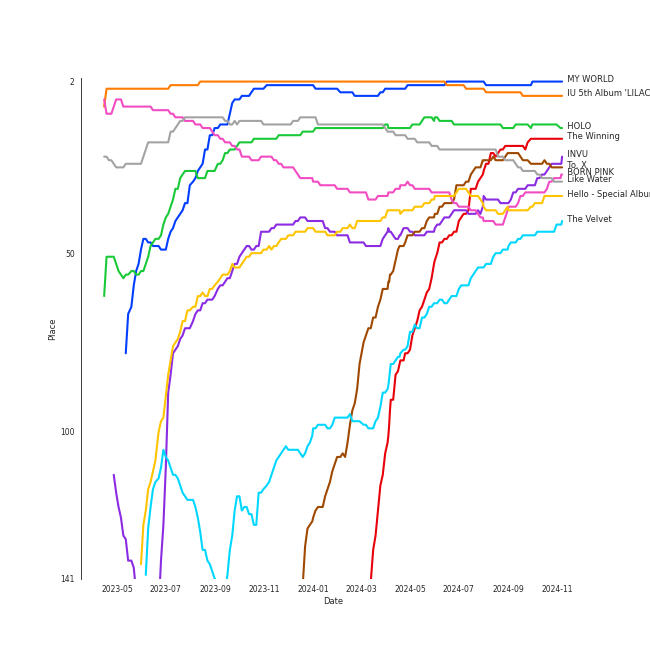 2
MY WORLD
IU 5th Album 'LILAC
HOLO
The Winning
INVU
To. X
BORN PINK
Like Water
Hello - Special Albu
The Velvet
50
100
141
Place
2023-05
2023-07
2023-09
2023-11
2024-01
2024-03
2024-05
2024-07
2024-09
2024-11
Date